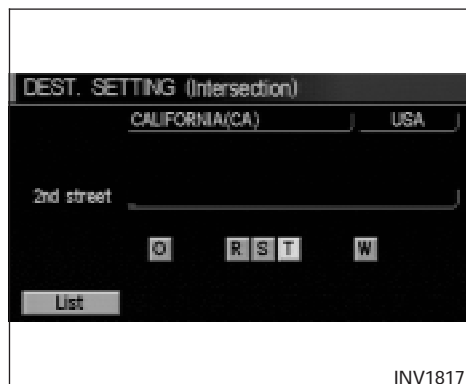 DEST. SETTING (Intersection)
CALIFORNIA(CA) USA
2nd street
O R S T W
List
INV1817